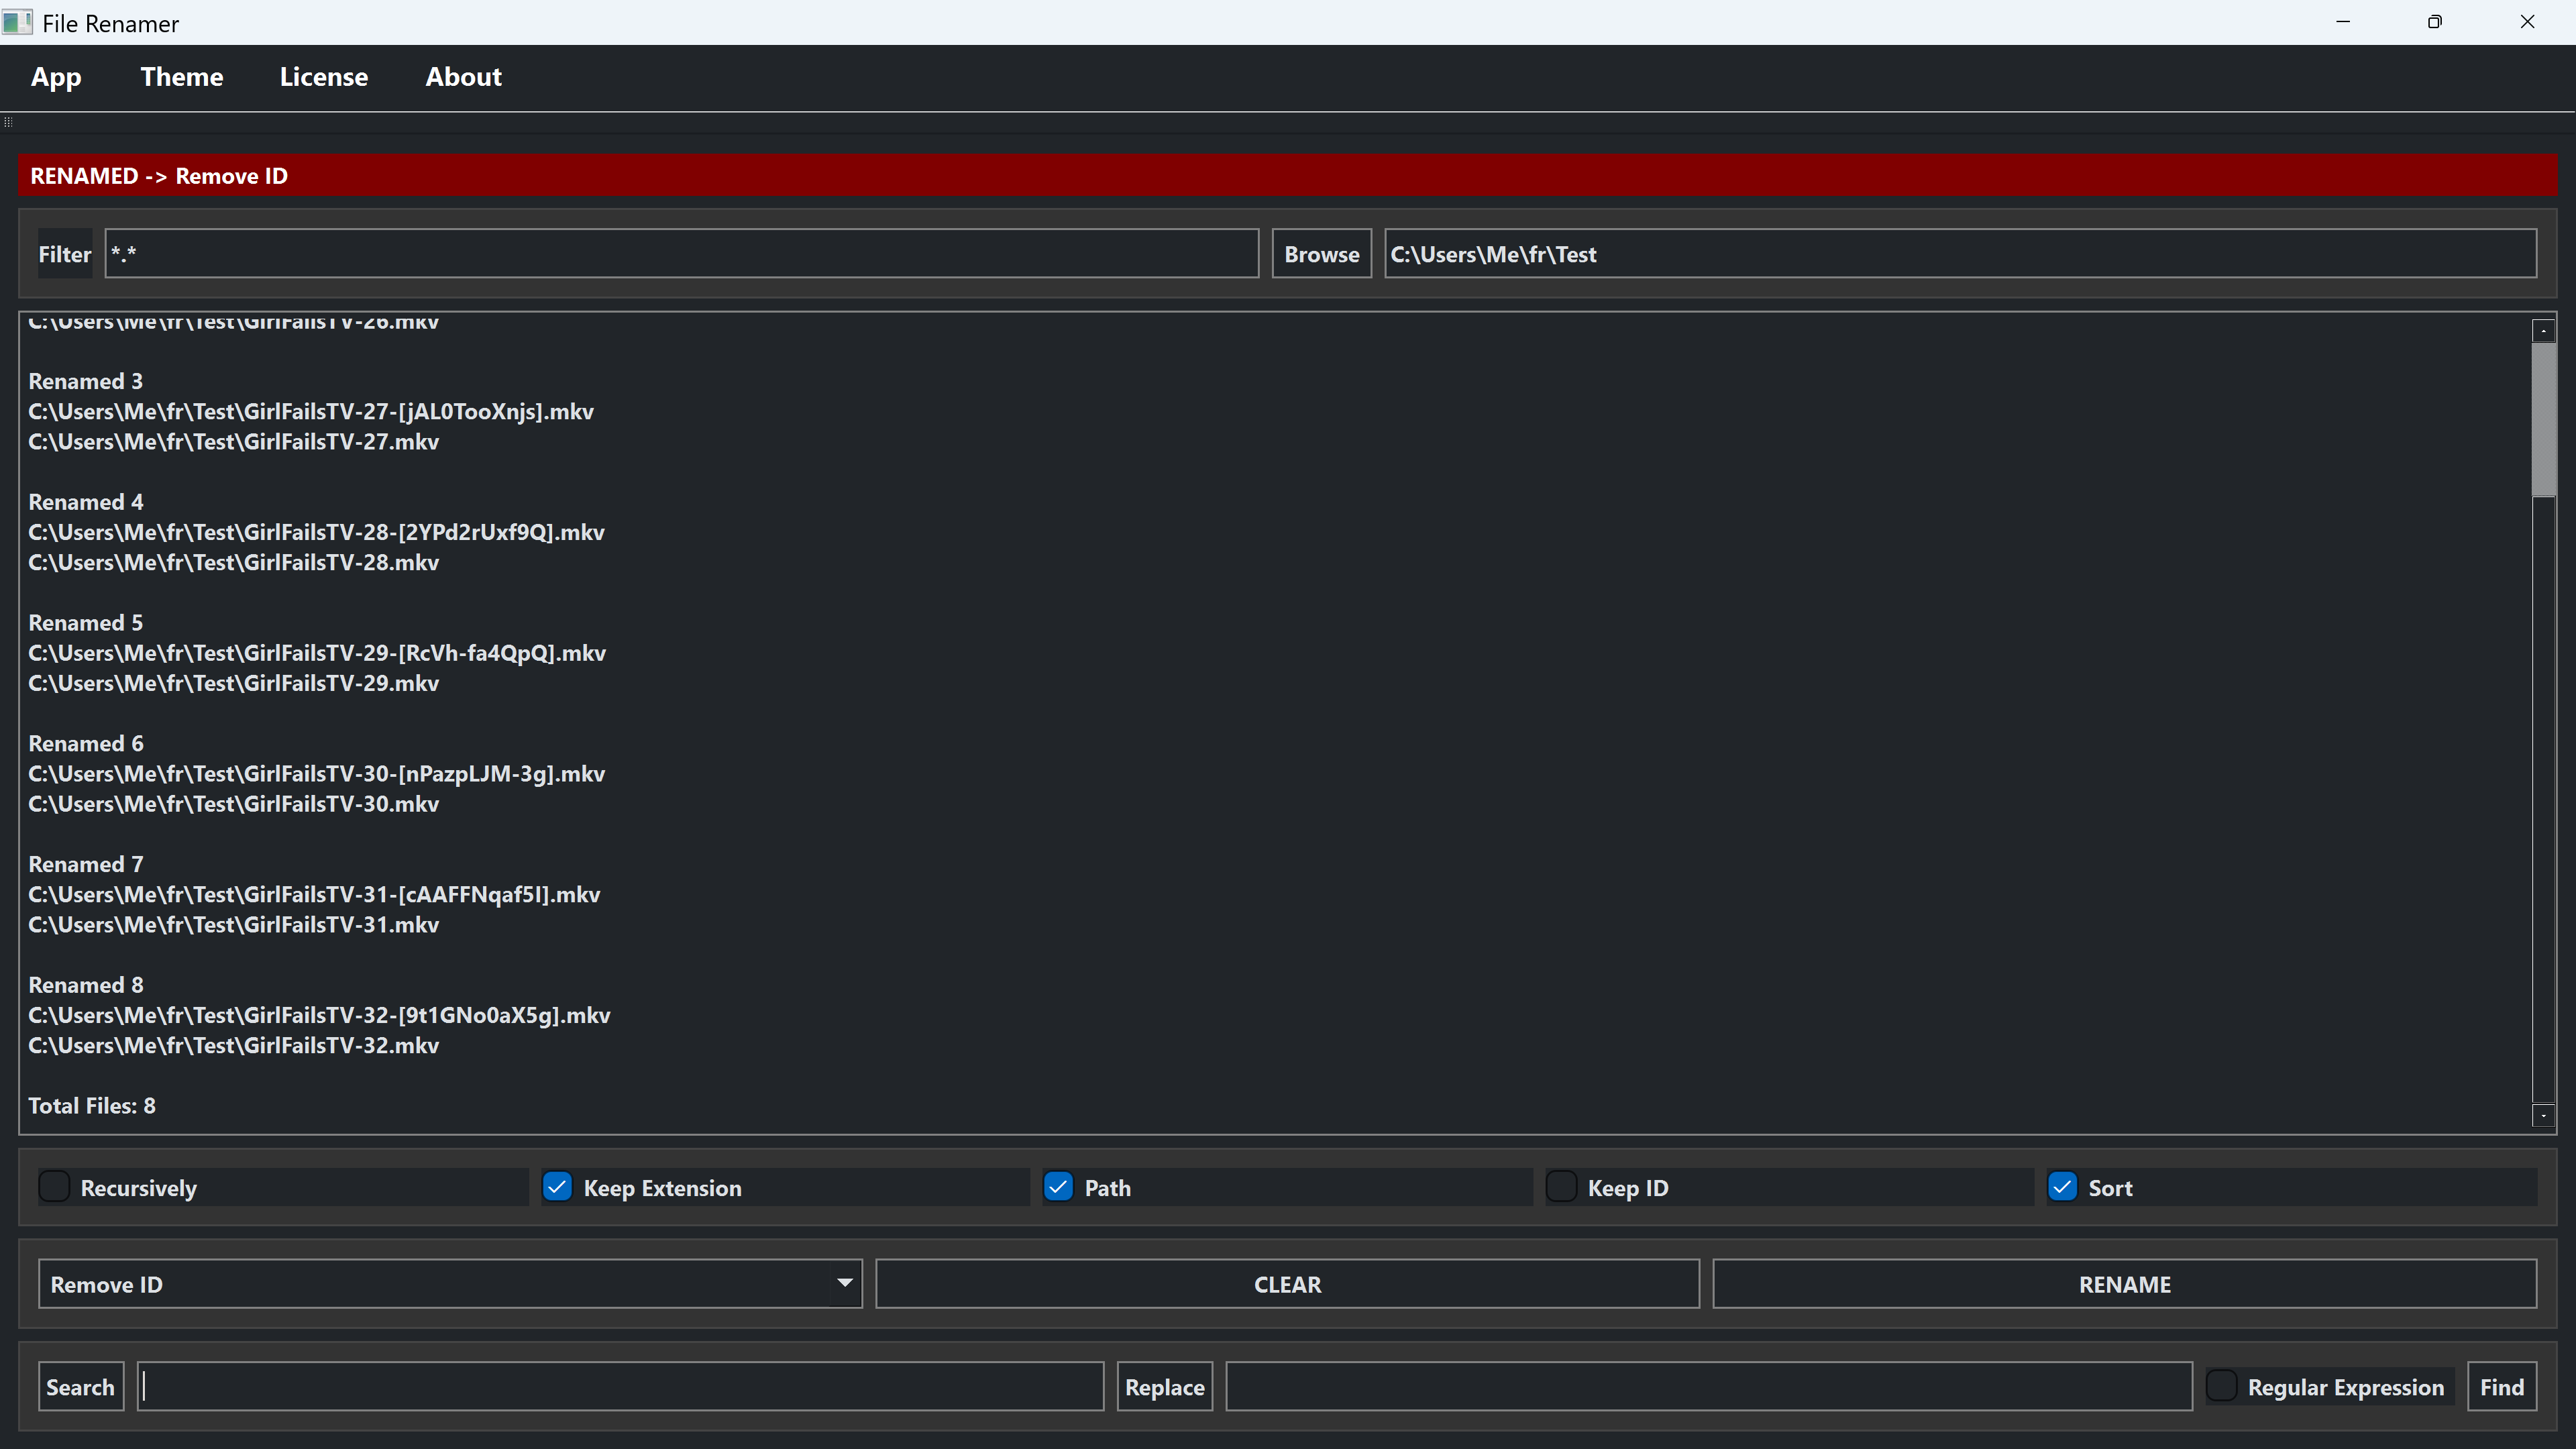 File Renamer
App Theme License About
RENAMED -> Remove ID
Filter *.* Browse C:\Users\Me\fr\Test
C:\Users\Me\fr\Test\GirlFailsTV-26.mkv
Renamed 3
C:\Users\Me\fr\Test\GirlFailsTV-27-[jAL0TooXnjs].mkv
C:\Users\Me\fr\Test\GirlFailsTV-27.mkv
Renamed 4
C:\Users\Me\fr\Test\GirlFailsTV-28-[2YPd2rUxf9Q].mkv
C:\Users\Me\fr\Test\GirlFailsTV-28.mkv
Renamed 5
C:\Users\Me\fr\Test\GirlFailsTV-29-[RcVh-fa4QpQ].mkv
C:\Users\Me\fr\Test\GirlFailsTV-29.mkv
Renamed 6
C:\Users\Me\fr\Test\GirlFailsTV-30-[nPazpLJM-3g].mkv
C:\Users\Me\fr\Test\GirlFailsTV-30.mkv
Renamed 7
C:\Users\Me\fr\Test\GirlFailsTV-31-[cAAFFNqaf5I].mkv
C:\Users\Me\fr\Test\GirlFailsTV-31.mkv
Renamed 8
C:\Users\Me\fr\Test\GirlFailsTV-32-[9t1GNo0aX5g].mkv
C:\Users\Me\fr\Test\GirlFailsTV-32.mkv
Total Files: 8
Recursively Keep Extension Path Keep ID Sort
Remove ID CLEAR RENAME
Search Replace Regular Expression Find